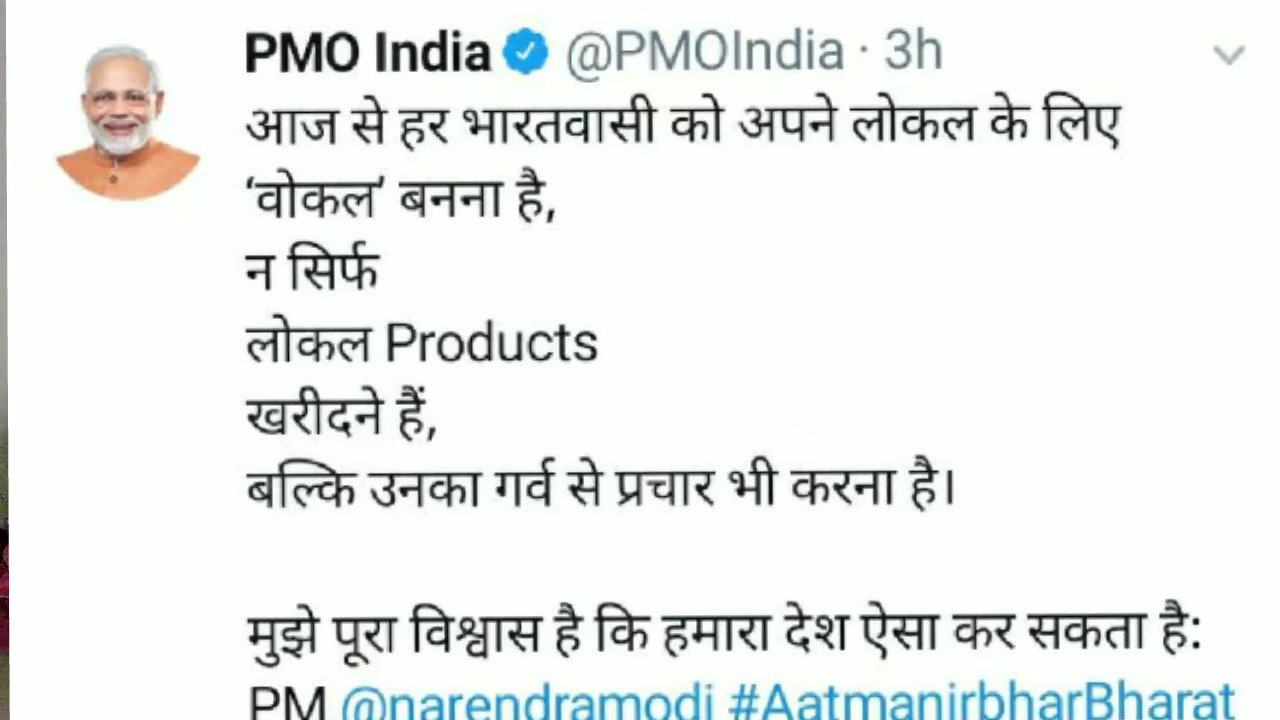 PMO India @PMOIndia · 3h
आज से हर भारतवासी को अपने लोकल के लिए
‘वोकल’ बनना है,
न सिर्फ
लोकल Products
खरीदने हैं,
बल्कि उनका गर्व से प्रचार भी करना है।
मुझे पूरा विश्वास है कि हमारा देश ऐसा कर सकता है:
PM @narendramodi #AatmanirbharBharat